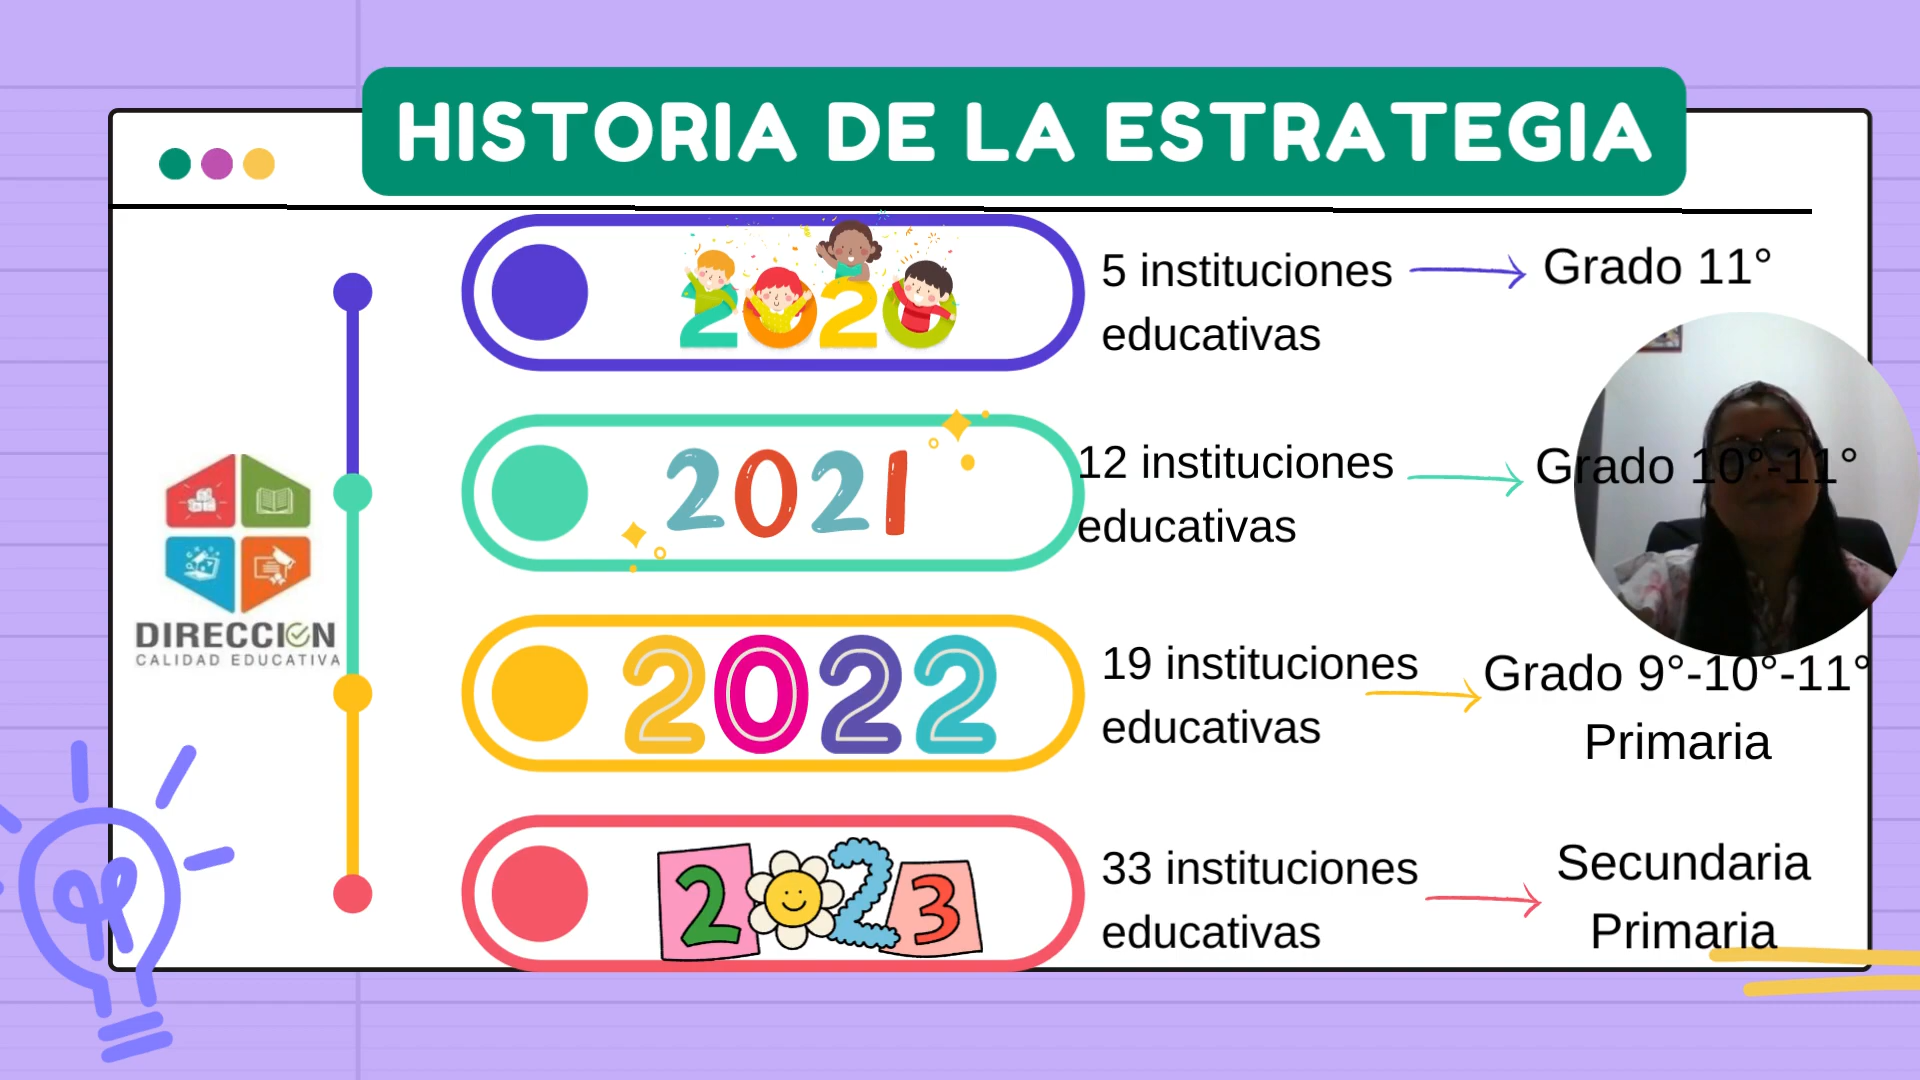 HISTORIA DE LA ESTRATEGIA
2020
5 instituciones
educativas
Grado 11°
2021
12 instituciones
educativas
Grado 10°-11°
DIRECCION
CALIDAD EDUCATIVA
2022
19 instituciones
educativas
Grado 9°-10°-11°
Primaria
2023
33 instituciones
educativas
Secundaria
Primaria